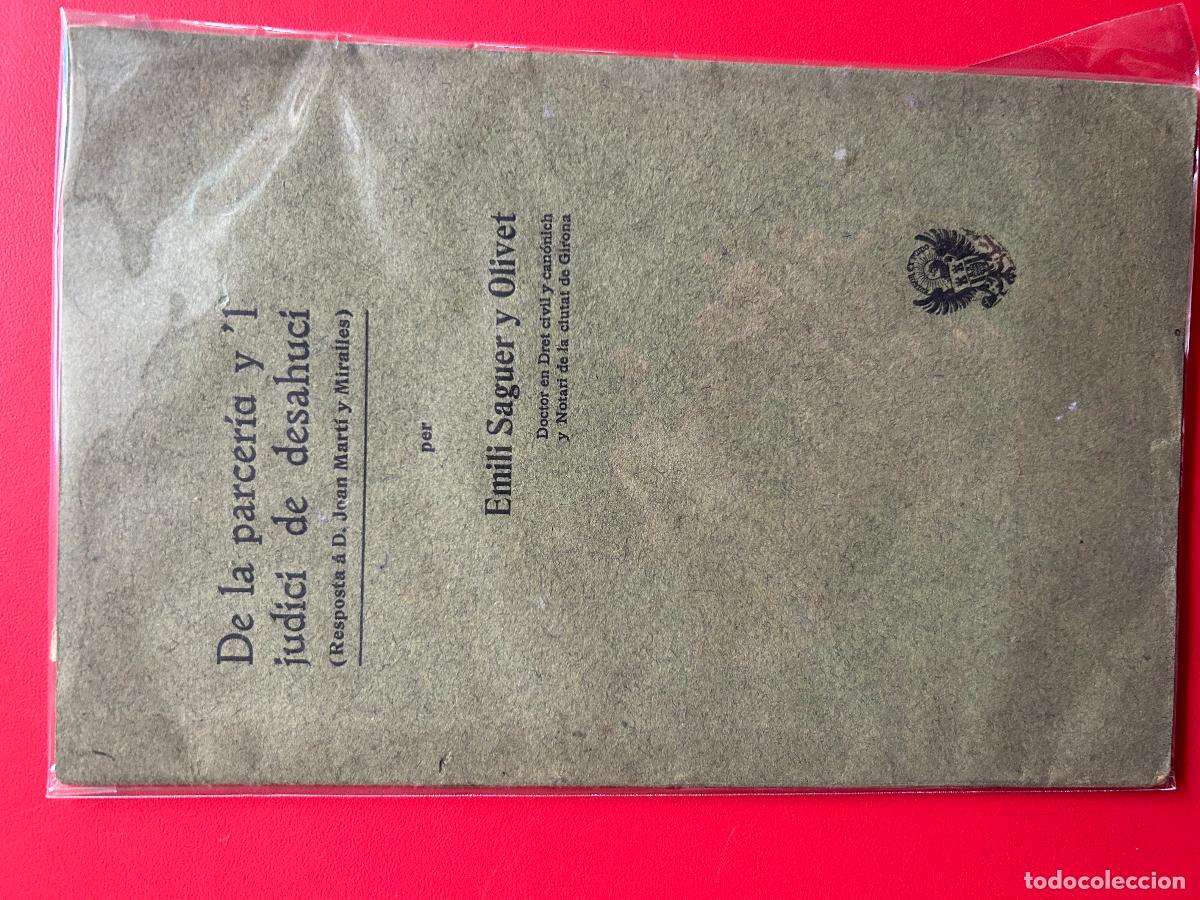 De la parcería y 'l
judici de desahuci
(Resposta á D. Joan Martí y Miralles)
per
Emili Saguer y Olivet
Doctor en Dret civil y canónich
y Notari de la ciutat de Girona
todocoleccion